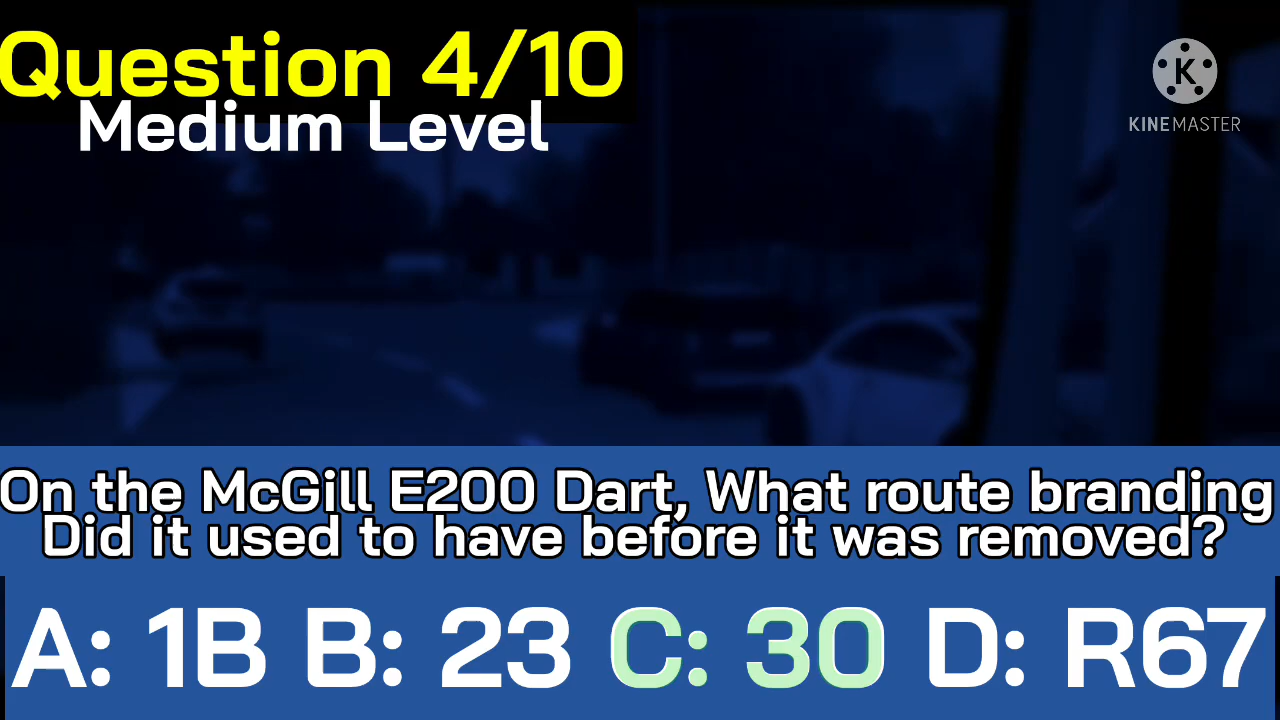 Question 4/10
Medium Level
K
KINEMASTER
On the McGill E200 Dart, What route branding
Did it used to have before it was removed?
A: 1B B: 23 C: 30 D: R67